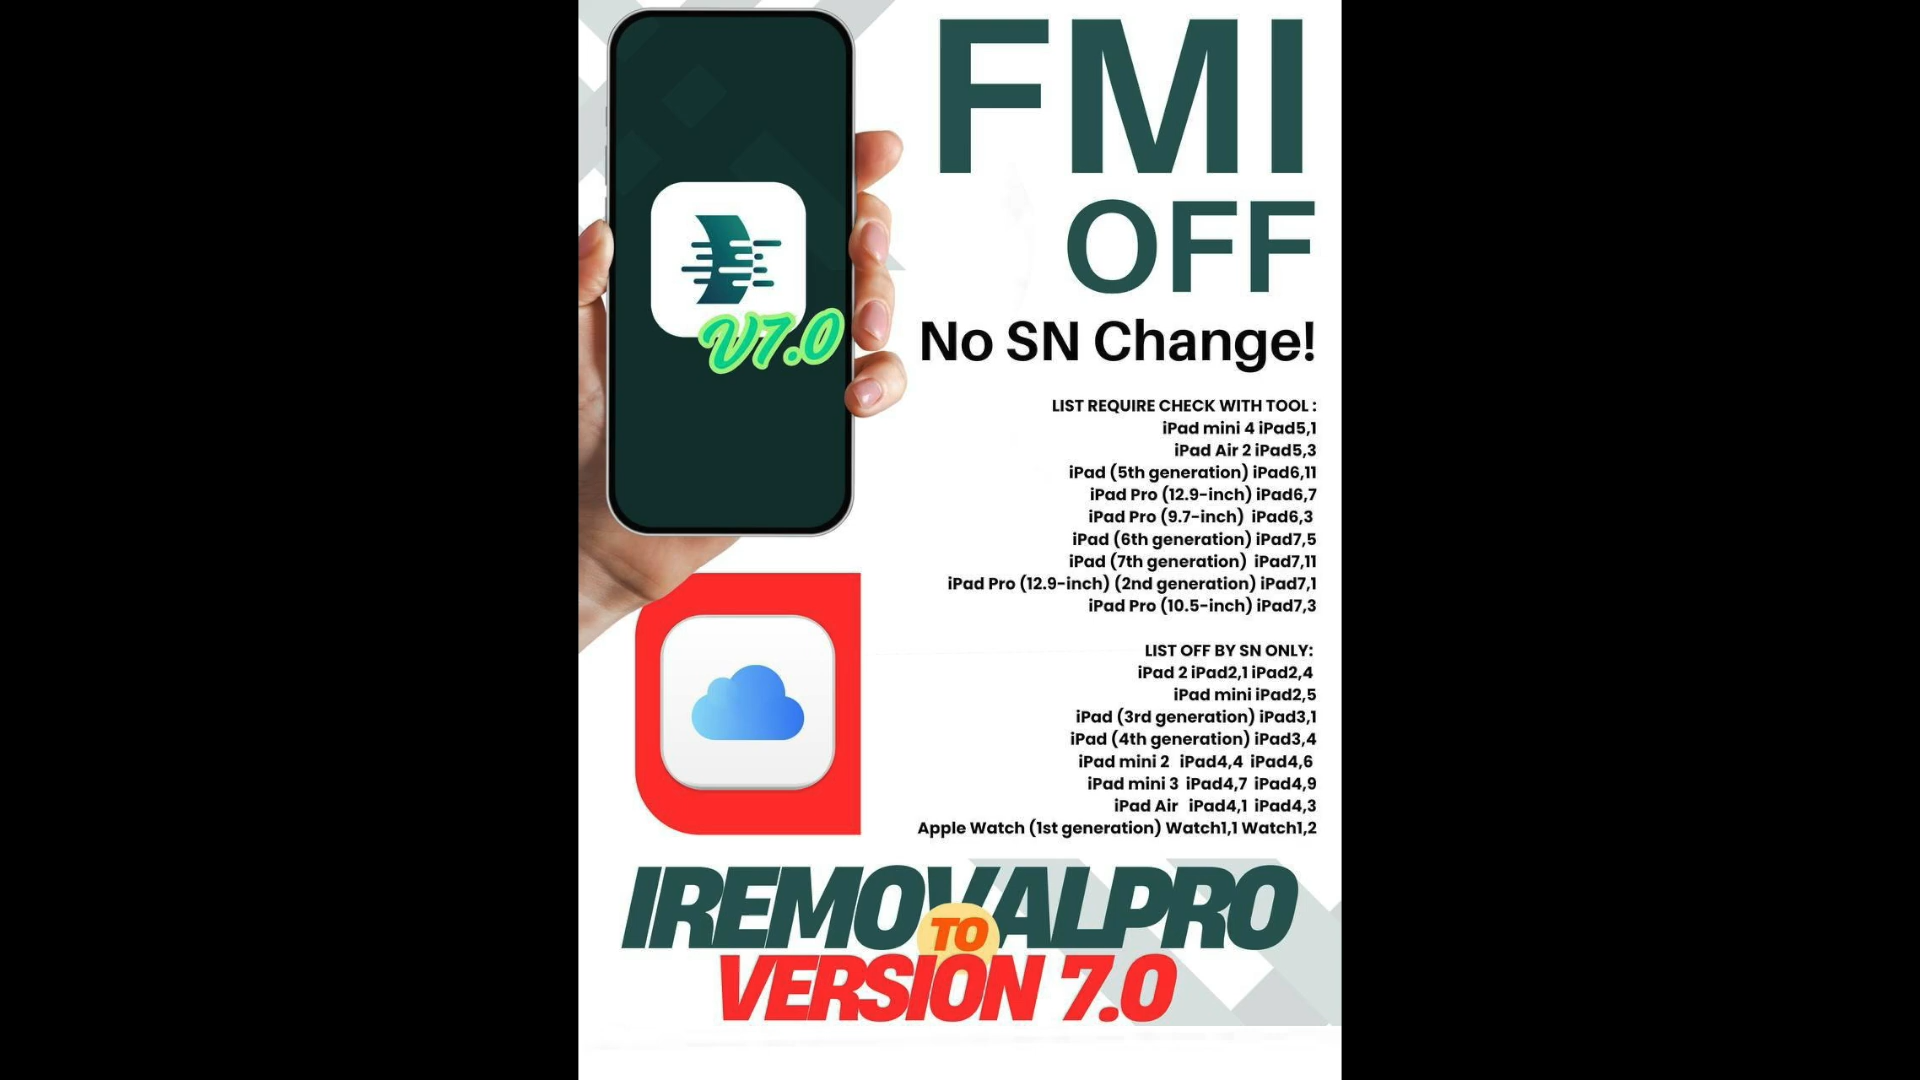 FMI
OFF
No SN Change!
V7.0
LIST REQUIRE CHECK WITH TOOL :
iPad mini 4 iPad5,1
iPad Air 2 iPad5,3
iPad (5th generation) iPad6,11
iPad Pro (12.9-inch) iPad6,7
iPad Pro (9.7-inch) iPad6,3
iPad (6th generation) iPad7,5
iPad (7th generation) iPad7,11
iPad Pro (12.9-inch) (2nd generation) iPad7,1
iPad Pro (10.5-inch) iPad7,3
LIST OFF BY SN ONLY:
iPad 2 iPad2,1 iPad2,4
iPad mini iPad2,5
iPad (3rd generation) iPad3,1
iPad (4th generation) iPad3,4
iPad mini 2 iPad4,4 iPad4,6
iPad mini 3 iPad4,7 iPad4,9
iPad Air iPad4,1 iPad4,3
Apple Watch (1st generation) Watch1,1 Watch1,2
IREMOVALPRO
TO
VERSION 7.0